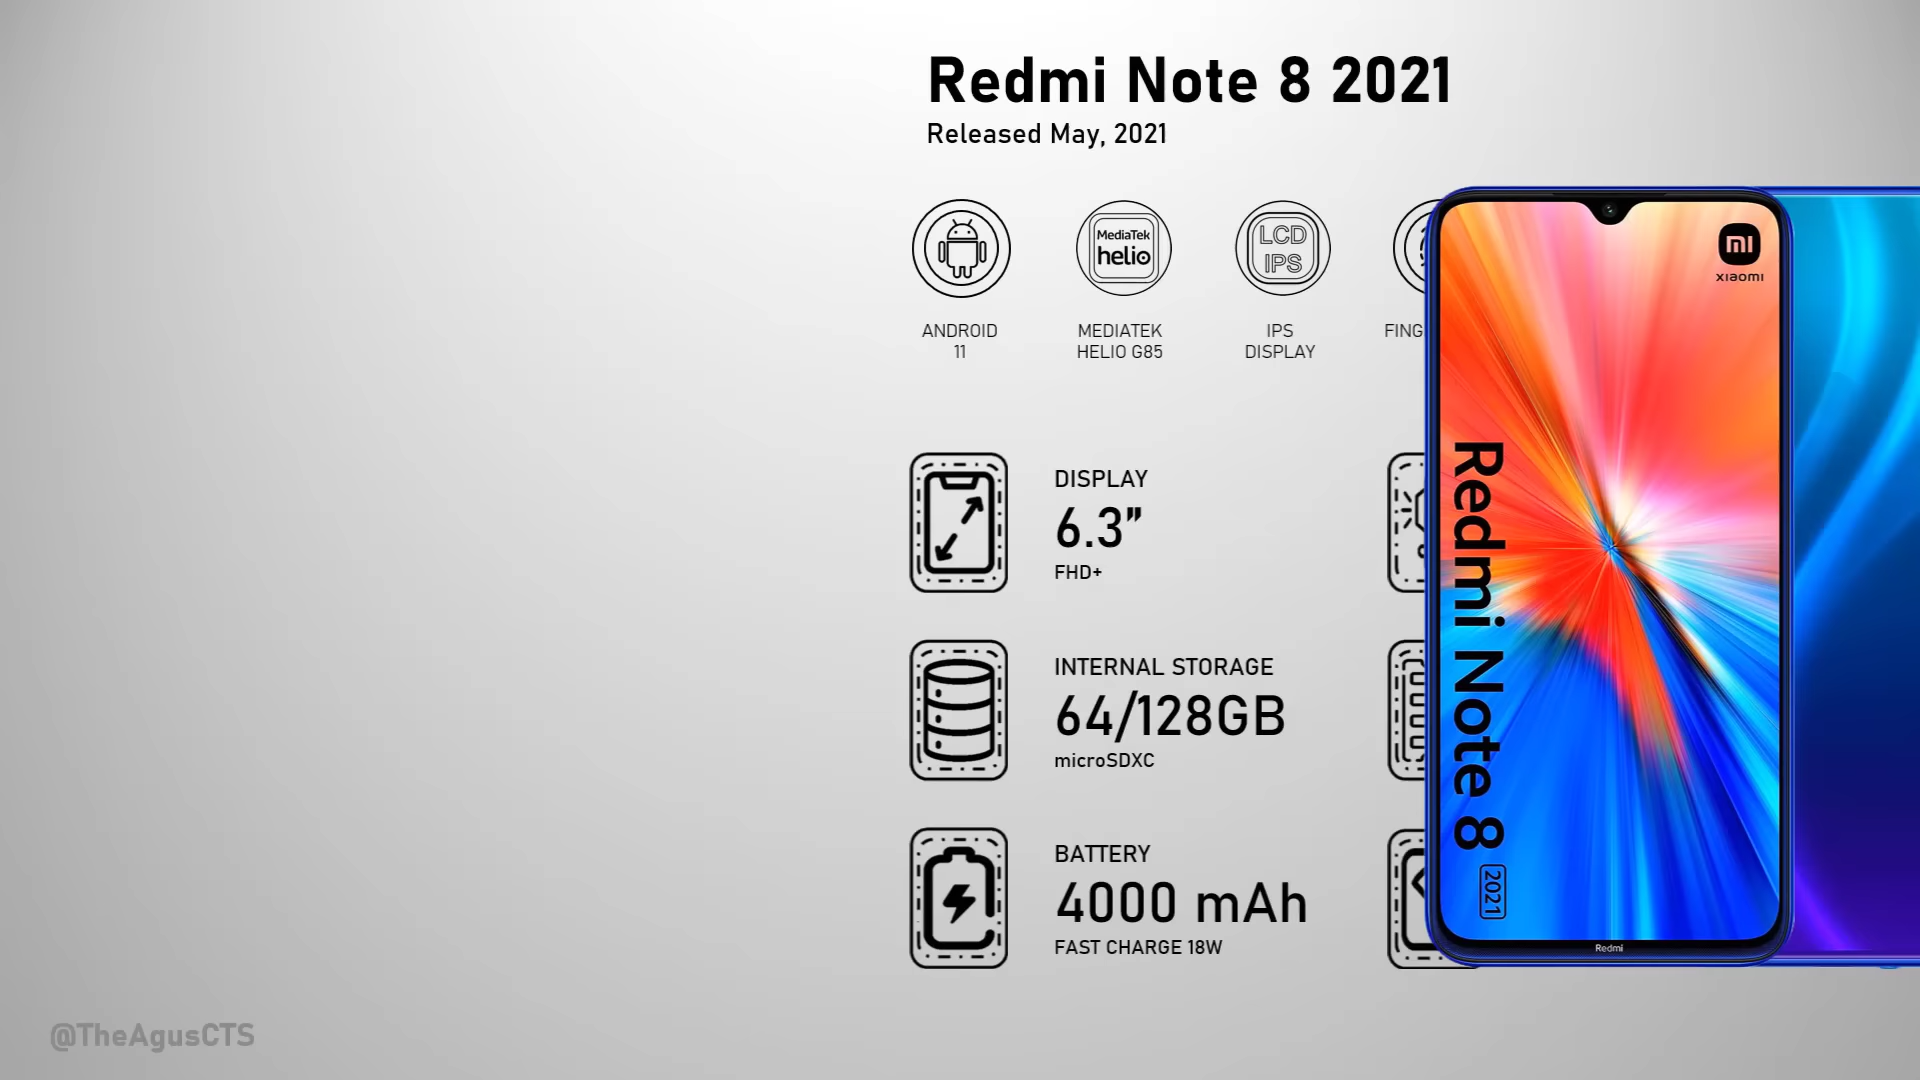 Redmi Note 8 2021
Released May, 2021
MediaTek
helio
LCD
IPS
ANDROID
11
MEDIATEK
HELIO G85
IPS
DISPLAY
FING
DISPLAY
6.3”
FHD+
INTERNAL STORAGE
64/128GB
microSDXC
BATTERY
4000 mAh
FAST CHARGE 18W
mi
xiaomi
Redmi Note 8
2021
Redmi
@TheAgusCTS